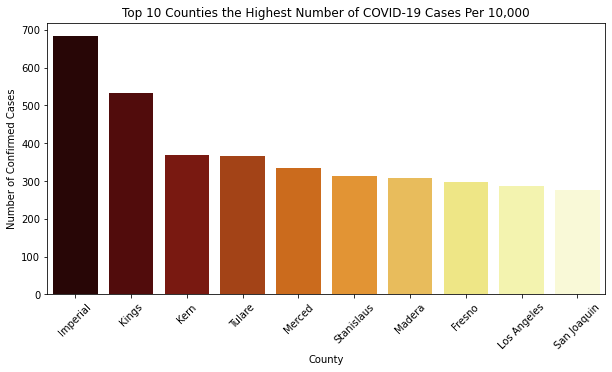 Top 10 Counties the Highest Number of COVID-19 Cases Per 10,000
Number of Confirmed Cases
700
600
500
400
300
200
100
0
Imperial
Kings
Kern
Tulare
Merced
Stanislaus
Madera
Fresno
Los Angeles
San Joaquin
County